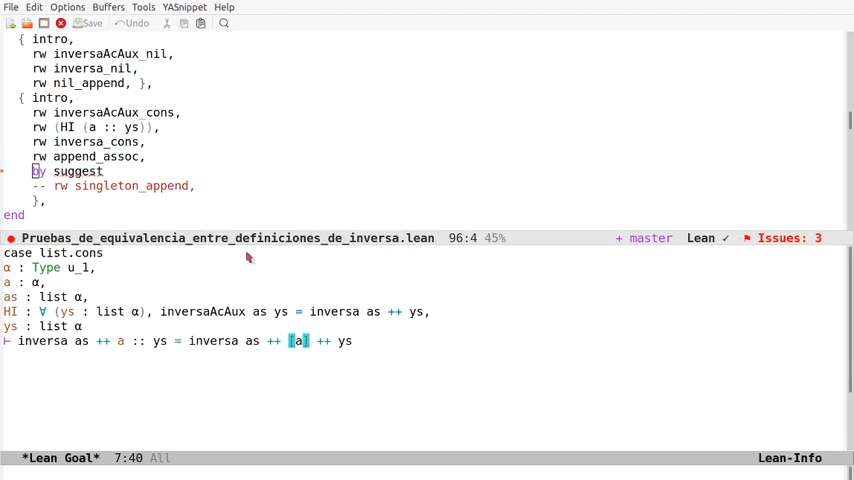 File Edit Options Buffers Tools YASnippet Help
Save Undo
{ intro,
rw inversaAcAux_nil,
rw inversa_nil,
rw nil_append, },
{ intro,
rw inversaAcAux_cons,
rw (HI (a :: ys)),
rw inversa_cons,
rw append_assoc,
by suggest
-- rw singleton_append,
},
end
Pruebas_de_equivalencia_entre_definiciones_de_inversa.lean 96:4 45% + master Lean ✓ ⚑ Issues: 3
case list.cons
α : Type u_1,
a : α,
as : list α,
HI : ∀ (ys : list α), inversaAcAux as ys = inversa as ++ ys,
ys : list α
⊢ inversa as ++ a :: ys = inversa as ++ [a] ++ ys
*Lean Goal* 7:40 All Lean-Info